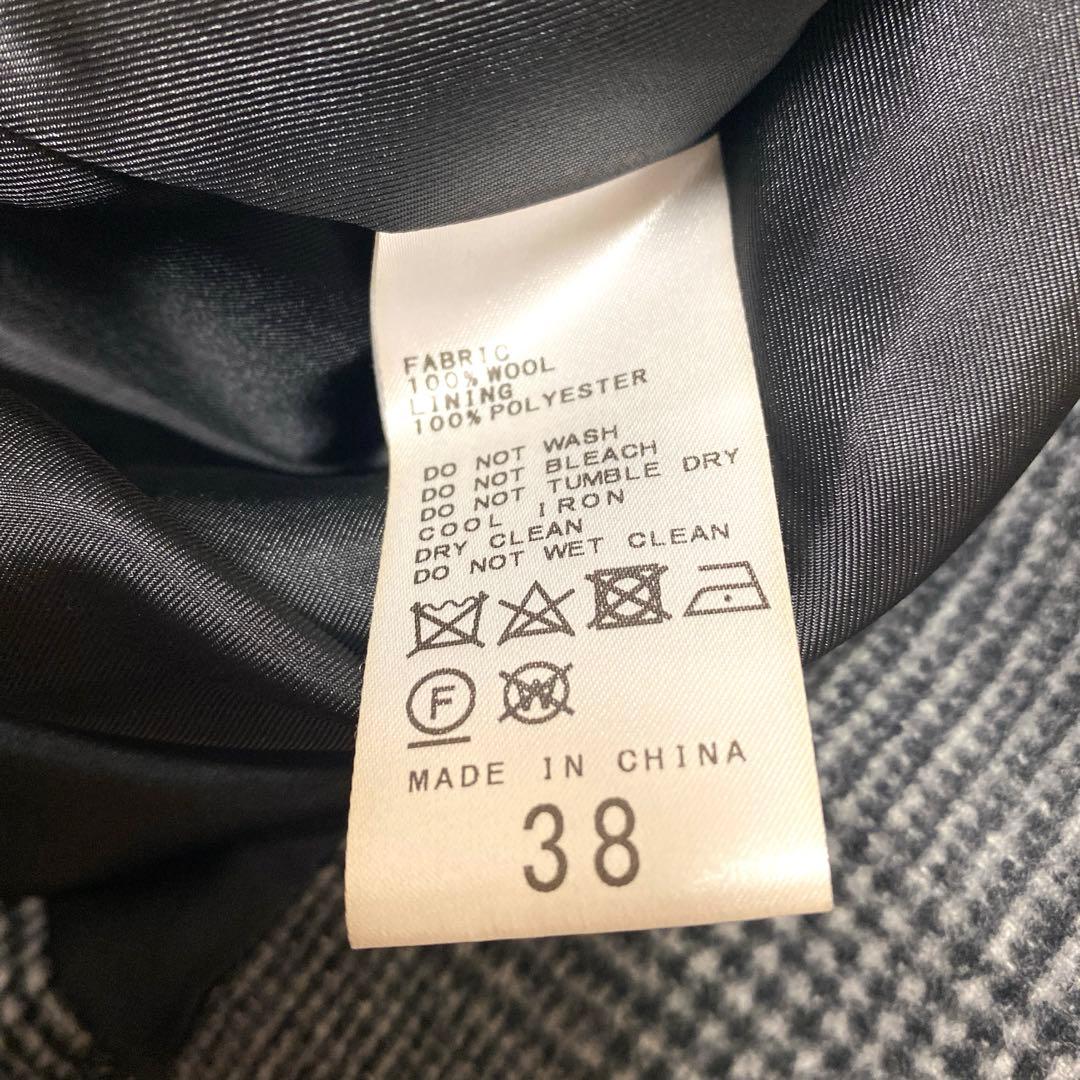 FABRIC
100% WOOL
LINING
100% POLYESTER
DO NOT WASH
DO NOT BLEACH
DO NOT TUMBLE DRY
COOL IRON
DRY CLEAN
DO NOT WET CLEAN
F W
MADE IN CHINA
38